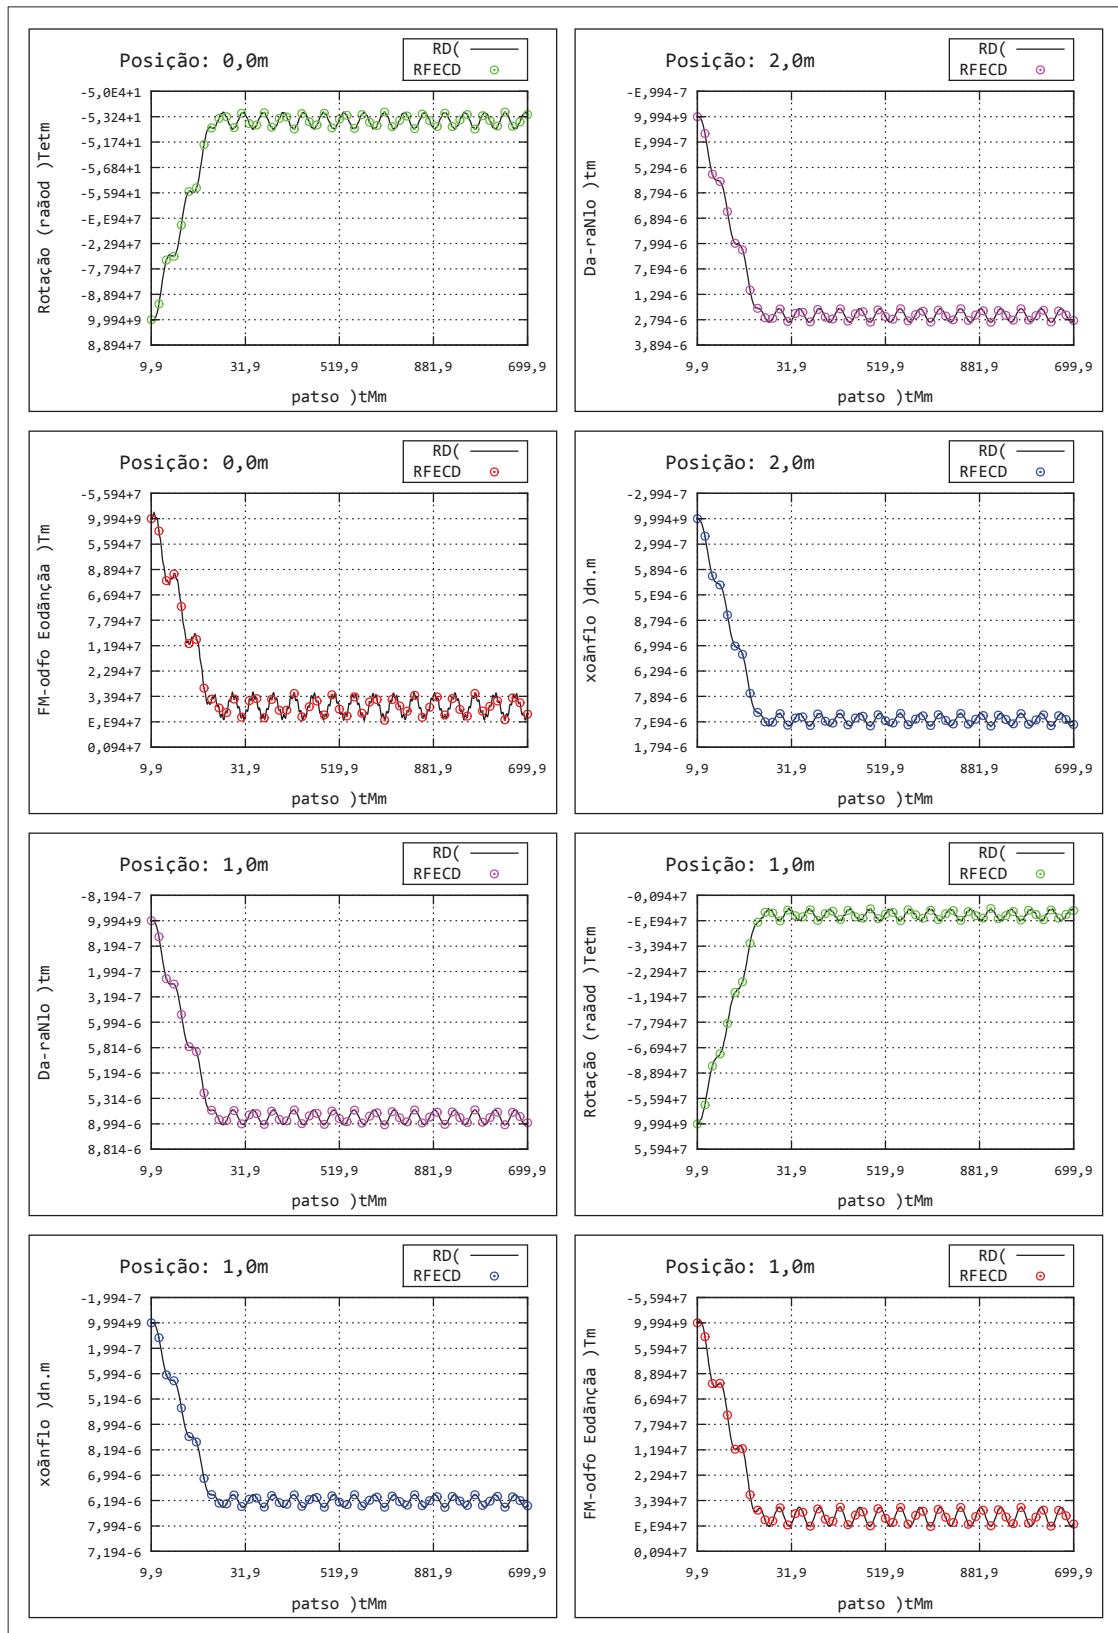 Posição: 0,0m
RD(
RFECD
-5,0E4+1
-5,324+1
-5,174+1
-5,684+1
-5,594+1
-E,E94+7
-2,294+7
-7,794+7
-8,894+7
9,994+9
8,894+7
Rotação (raãod )Tetm
9,9
31,9
519,9
881,9
699,9
patso )tMm
Posição: 2,0m
RD(
RFECD
-E,994-7
9,994+9
E,994-7
5,294-6
8,794-6
6,894-6
7,994-6
7,E94-6
1,294-6
2,794-6
3,894-6
Da-raNlo )tm
9,9
31,9
519,9
881,9
699,9
patso )tMm
Posição: 0,0m
RD(
RFECD
-5,594+7
9,994+9
5,594+7
8,894+7
6,694+7
7,794+7
1,194+7
2,294+7
3,394+7
E,E94+7
0,094+7
FM-odfo Eodãnçãa )Tm
9,9
31,9
519,9
881,9
699,9
patso )tMm
Posição: 2,0m
RD(
RFECD
-2,994-7
9,994+9
2,994-7
5,894-6
5,E94-6
8,794-6
6,994-6
6,294-6
7,894-6
7,E94-6
1,794-6
xoãnflo )dn.m
9,9
31,9
519,9
881,9
699,9
patso )tMm
Posição: 1,0m
RD(
RFECD
-8,194-7
9,994+9
8,194-7
1,994-7
3,194-7
5,994-6
5,814-6
5,194-6
5,314-6
8,994-6
8,814-6
Da-raNlo )tm
9,9
31,9
519,9
881,9
699,9
patso )tMm
Posição: 1,0m
RD(
RFECD
-0,094+7
-E,E94+7
-3,394+7
-2,294+7
-1,194+7
-7,794+7
-6,694+7
-8,894+7
-5,594+7
9,994+9
5,594+7
Rotação (raãod )Tetm
9,9
31,9
519,9
881,9
699,9
patso )tMm
Posição: 1,0m
RD(
RFECD
-1,994-7
9,994+9
1,994-7
5,994-6
5,194-6
8,994-6
8,194-6
6,994-6
6,194-6
7,994-6
7,194-6
xoãnflo )dn.m
9,9
31,9
519,9
881,9
699,9
patso )tMm
Posição: 1,0m
RD(
RFECD
-5,594+7
9,994+9
5,594+7
8,894+7
6,694+7
7,794+7
1,194+7
2,294+7
3,394+7
E,E94+7
0,094+7
FM-odfo Eodãnçãa )Tm
9,9
31,9
519,9
881,9
699,9
patso )tMm